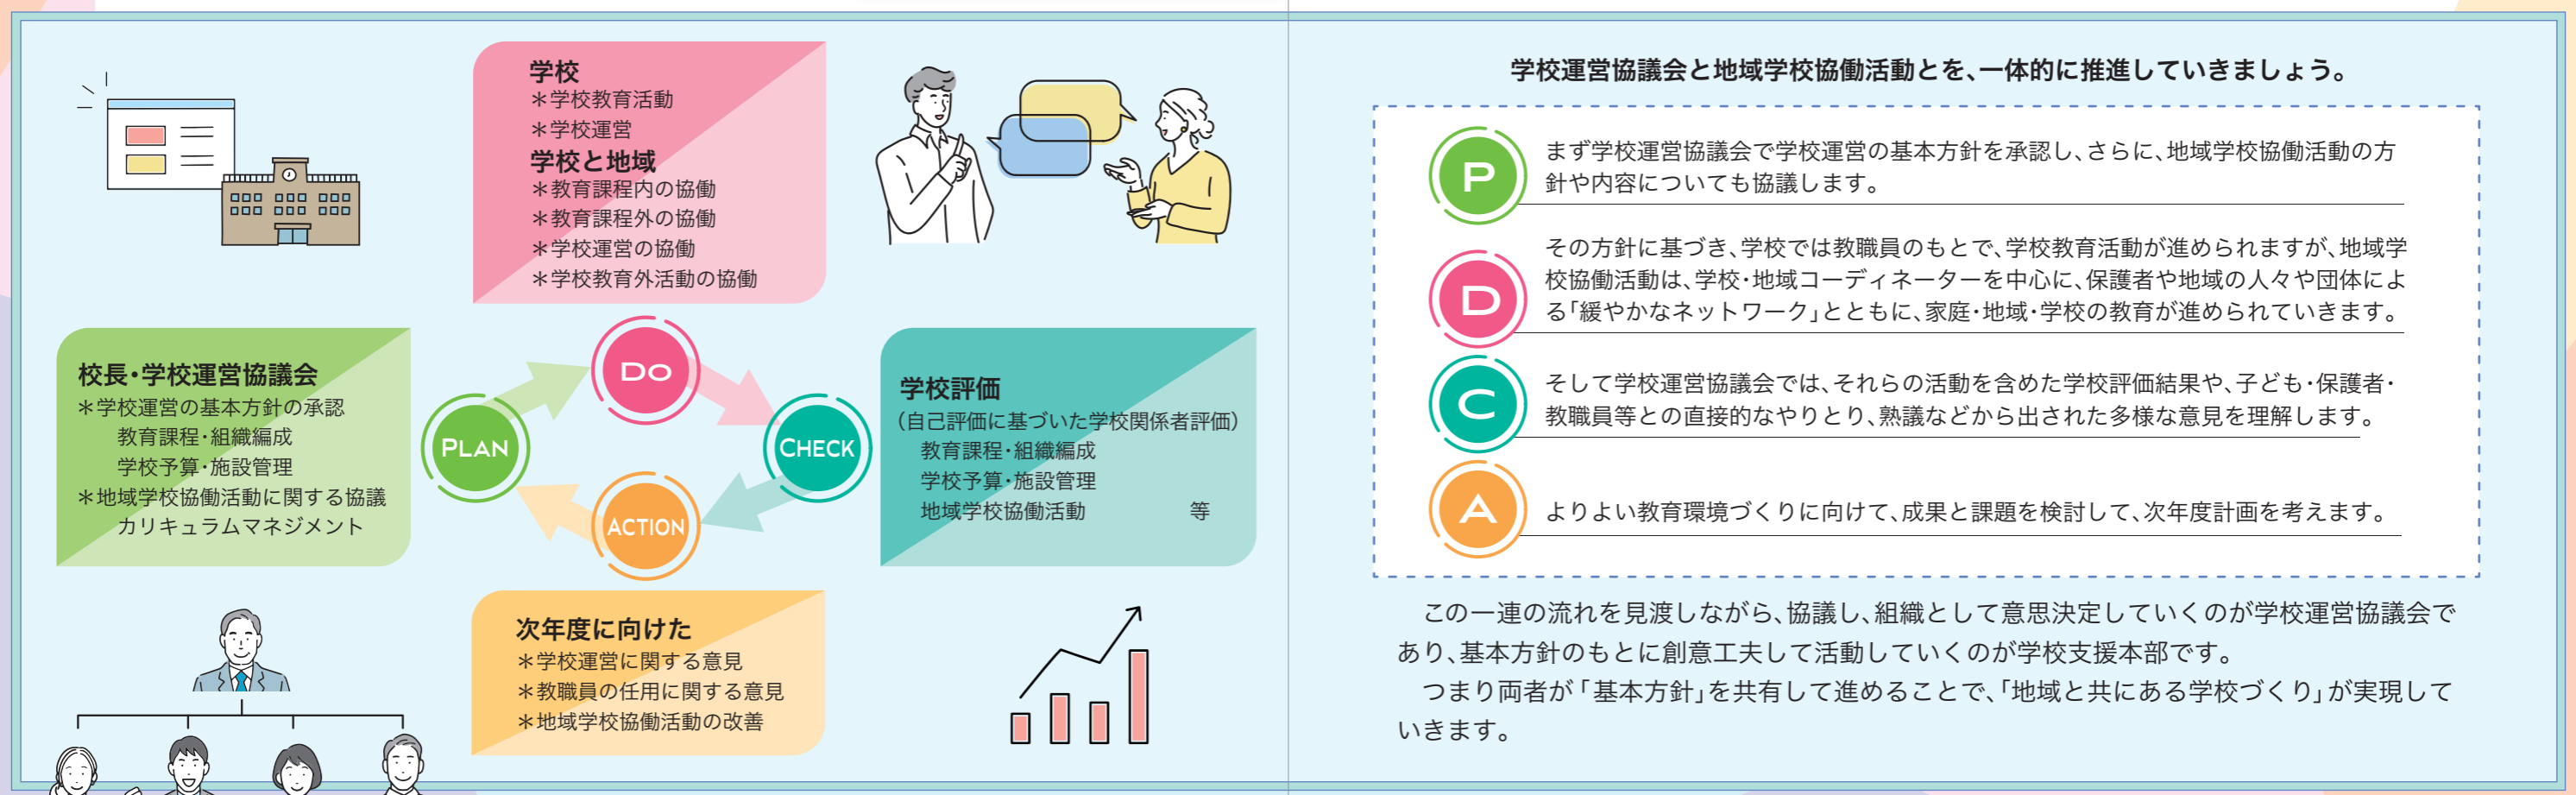 学校
＊学校教育活動
＊学校運営
学校と地域
＊教育課程内の協働
＊教育課程外の協働
＊学校運営の協働
＊学校教育外活動の協働
校長・学校運営協議会
＊学校運営の基本方針の承認
教育課程・組織編成
学校予算・施設管理
＊地域学校協働活動に関する協議
カリキュラムマネジメント
PLAN
DO
CHECK
ACTION
学校評価
（自己評価に基づいた学校関係者評価）
教育課程・組織編成
学校予算・施設管理
地域学校協働活動　等
次年度に向けた
＊学校運営に関する意見
＊教職員の任用に関する意見
＊地域学校協働活動の改善
学校運営協議会と地域学校協働活動とを、一体的に推進していきましょう。
P
まず学校運営協議会で学校運営の基本方針を承認し、さらに、地域学校協働活動の方
針や内容についても協議します。
D
その方針に基づき、学校では教職員のもとで、学校教育活動が進められますが、地域学
校協働活動は、学校・地域コーディネーターを中心に、保護者や地域の人々や団体によ
る「緩やかなネットワーク」とともに、家庭・地域・学校の教育が進められていきます。
C
そして学校運営協議会では、それらの活動を含めた学校評価結果や、子ども・保護者・
教職員等との直接的なやりとり、熟議などから出された多様な意見を理解します。
A
よりよい教育環境づくりに向けて、成果と課題を検討して、次年度計画を考えます。
この一連の流れを見渡しながら、協議し、組織として意思決定していくのが学校運営協議会で
あり、基本方針のもとに創意工夫して活動していくのが学校支援本部です。
つまり両者が「基本方針」を共有して進めることで、「地域と共にある学校づくり」が実現して
いきます。